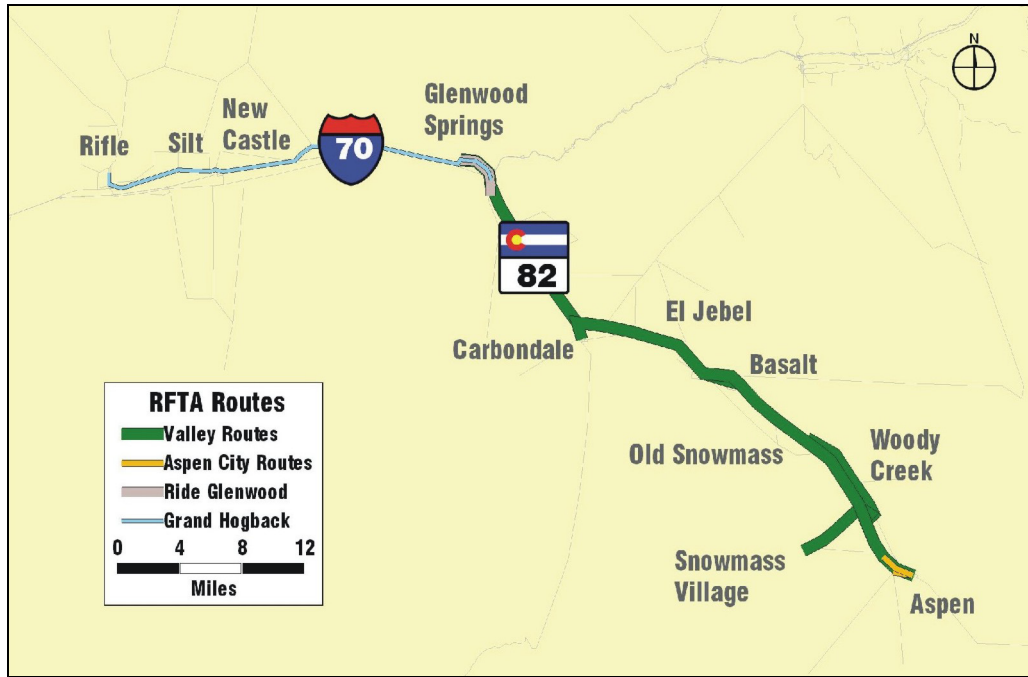 N
Glenwood
Springs
New
Castle
Rifle
Silt
70
82
El Jebel
Carbondale
Basalt
Woody
Creek
Old Snowmass
Snowmass
Village
Aspen
RFTA Routes
Valley Routes
Aspen City Routes
Ride Glenwood
Grand Hogback
0 4 8 12
Miles